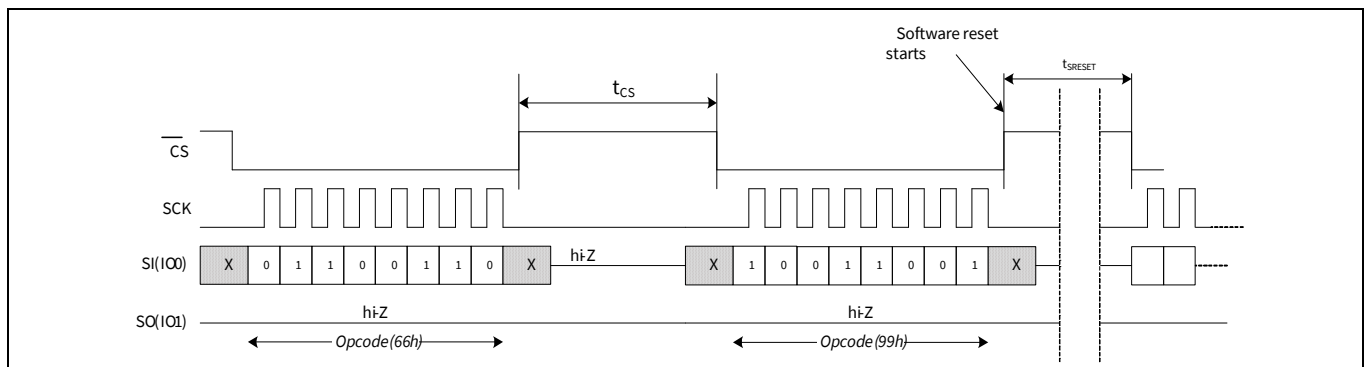 Software reset
starts
tSRESET
tCS
CS
SCK
SI(IO0) X 0 1 1 0 0 1 1 0 X hi-Z X 1 0 0 1 1 0 0 1 X
hi-Z hi-Z
SO(IO1)
Opcode(66h) Opcode(99h)